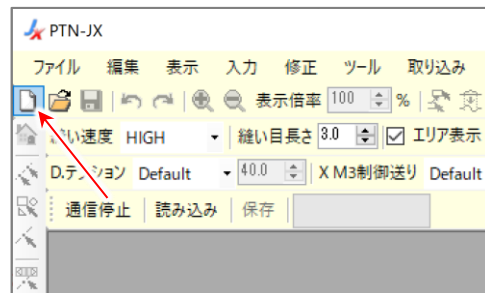 PTN-JX
ファイル 編集 表示 入力 修正 ツール 取り込み
表示倍率 100 %
い速度 HIGH 縫い目長さ 3.0 エリア表示
D.テンション Default 40.0 X M3制御送り Default
通信停止 読み込み 保存